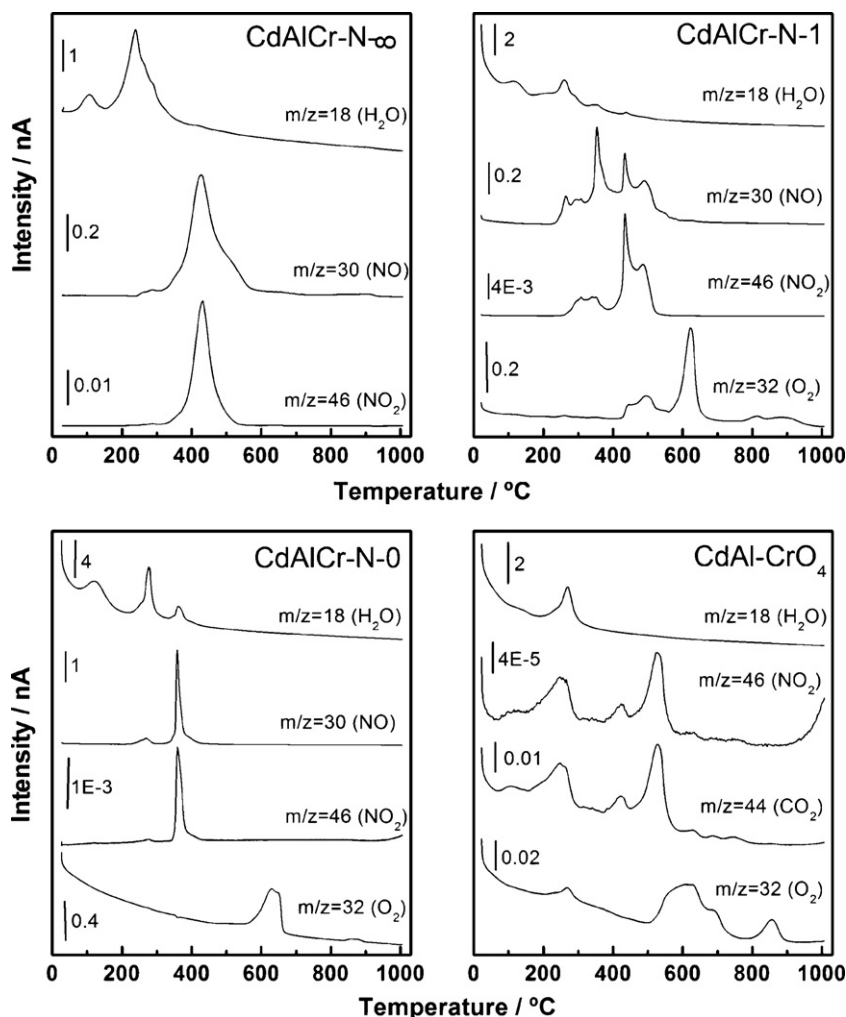 CdAlCr-N-∞
1
m/z=18 (H₂O)
0.2
m/z=30 (NO)
0.01
m/z=46 (NO₂)
0 200 400 600 800 1000
Temperature / ºC
Intensity / nA
CdAlCr-N-1
2
m/z=18 (H₂O)
0.2
m/z=30 (NO)
4E-3
m/z=46 (NO₂)
0.2
m/z=32 (O₂)
0 200 400 600 800 1000
Temperature / ºC
CdAlCr-N-0
4
m/z=18 (H₂O)
1
m/z=30 (NO)
1E-3
m/z=46 (NO₂)
m/z=32 (O₂)
0.4
0 200 400 600 800 1000
Temperature / ºC
Intensity / nA
CdAl-CrO₄
2
m/z=18 (H₂O)
4E-5
m/z=46 (NO₂)
0.01
m/z=44 (CO₂)
0.02
m/z=32 (O₂)
0 200 400 600 800 1000
Temperature / ºC